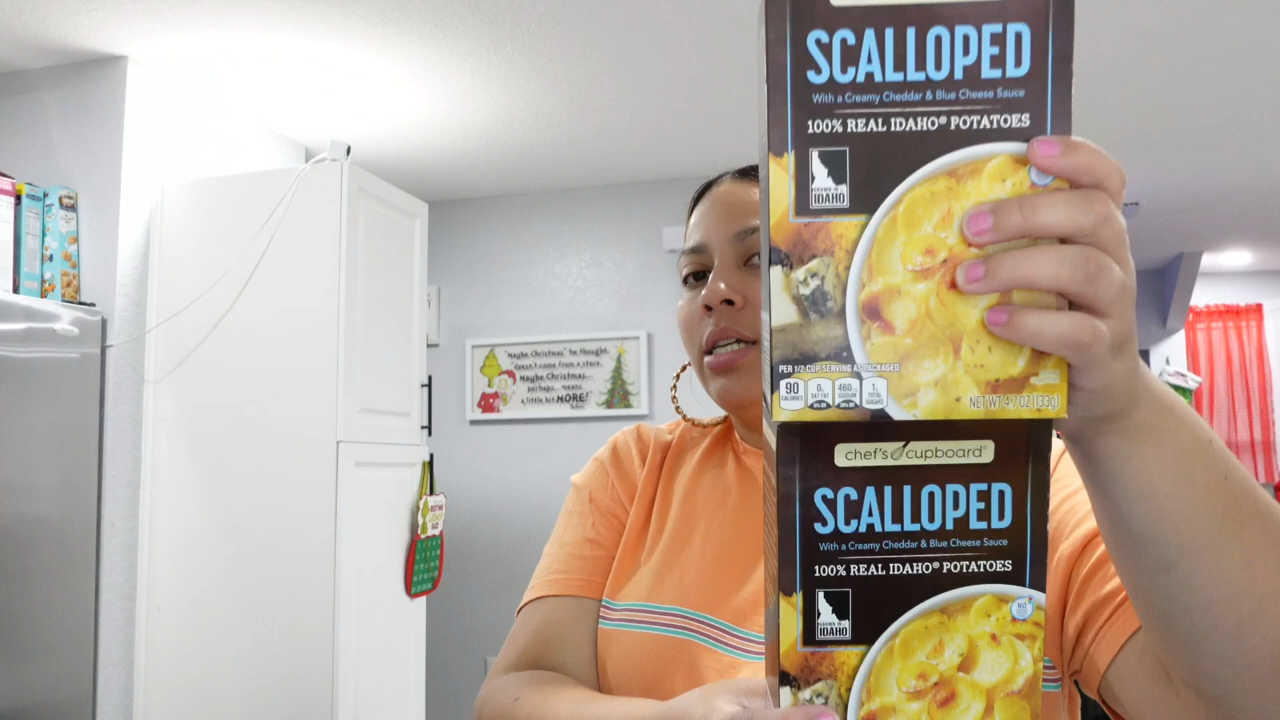 SCALLOPED
With a Creamy Cheddar & Blue Cheese Sauce
100% REAL IDAHO® POTATOES
GROWN IN
IDAHO
PER 1/2 CUP SERVING AS PACKAGED
90 CALORIES
0g SAT FAT
460mg SODIUM
1g TOTAL SUGARS
NET WT 4.7 OZ (133g)
chef's cupboard®
SCALLOPED
With a Creamy Cheddar & Blue Cheese Sauce
100% REAL IDAHO® POTATOES
GROWN IN
IDAHO
NO
"Maybe Christmas" he thought,
"doesn't come from a store.
Maybe Christmas...
perhaps... means
a little bit MORE!"